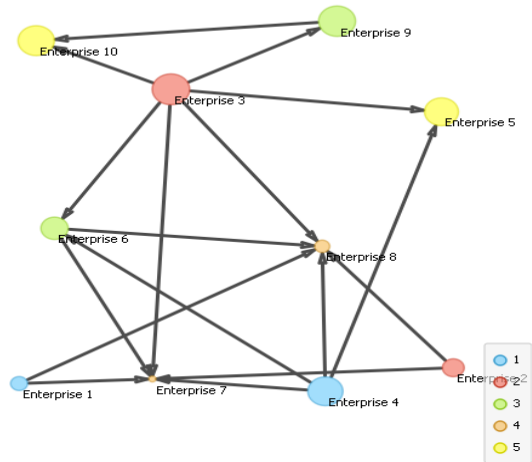 Enterprise 9
Enterprise 10
Enterprise 3
Enterprise 5
Enterprise 6
Enterprise 8
Enterprise 1
Enterprise 7
Enterprise 4
Enterprise 2
1
2
3
4
5